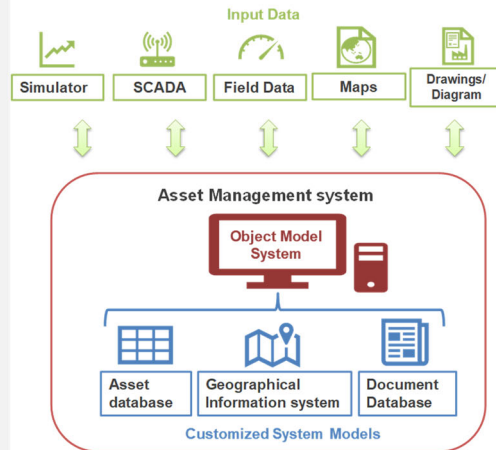 Input Data
Simulator
SCADA
Field Data
Maps
Drawings/
Diagram
Asset Management system
Object Model
System
Asset
database
Geographical
Information system
Document
Database
Customized System Models